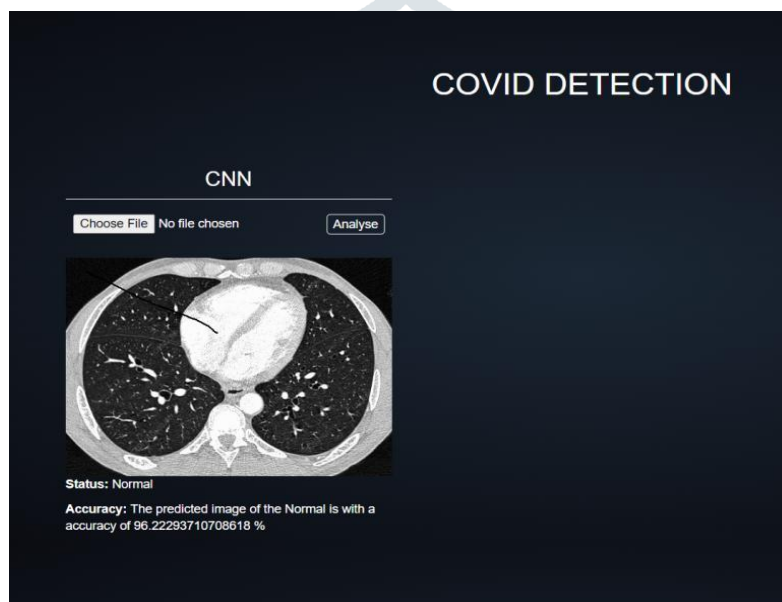 COVID DETECTION
CNN
Choose File No file chosen
Analyse
Status: Normal
Accuracy: The predicted image of the Normal is with a
accuracy of 96.22293710708618 %